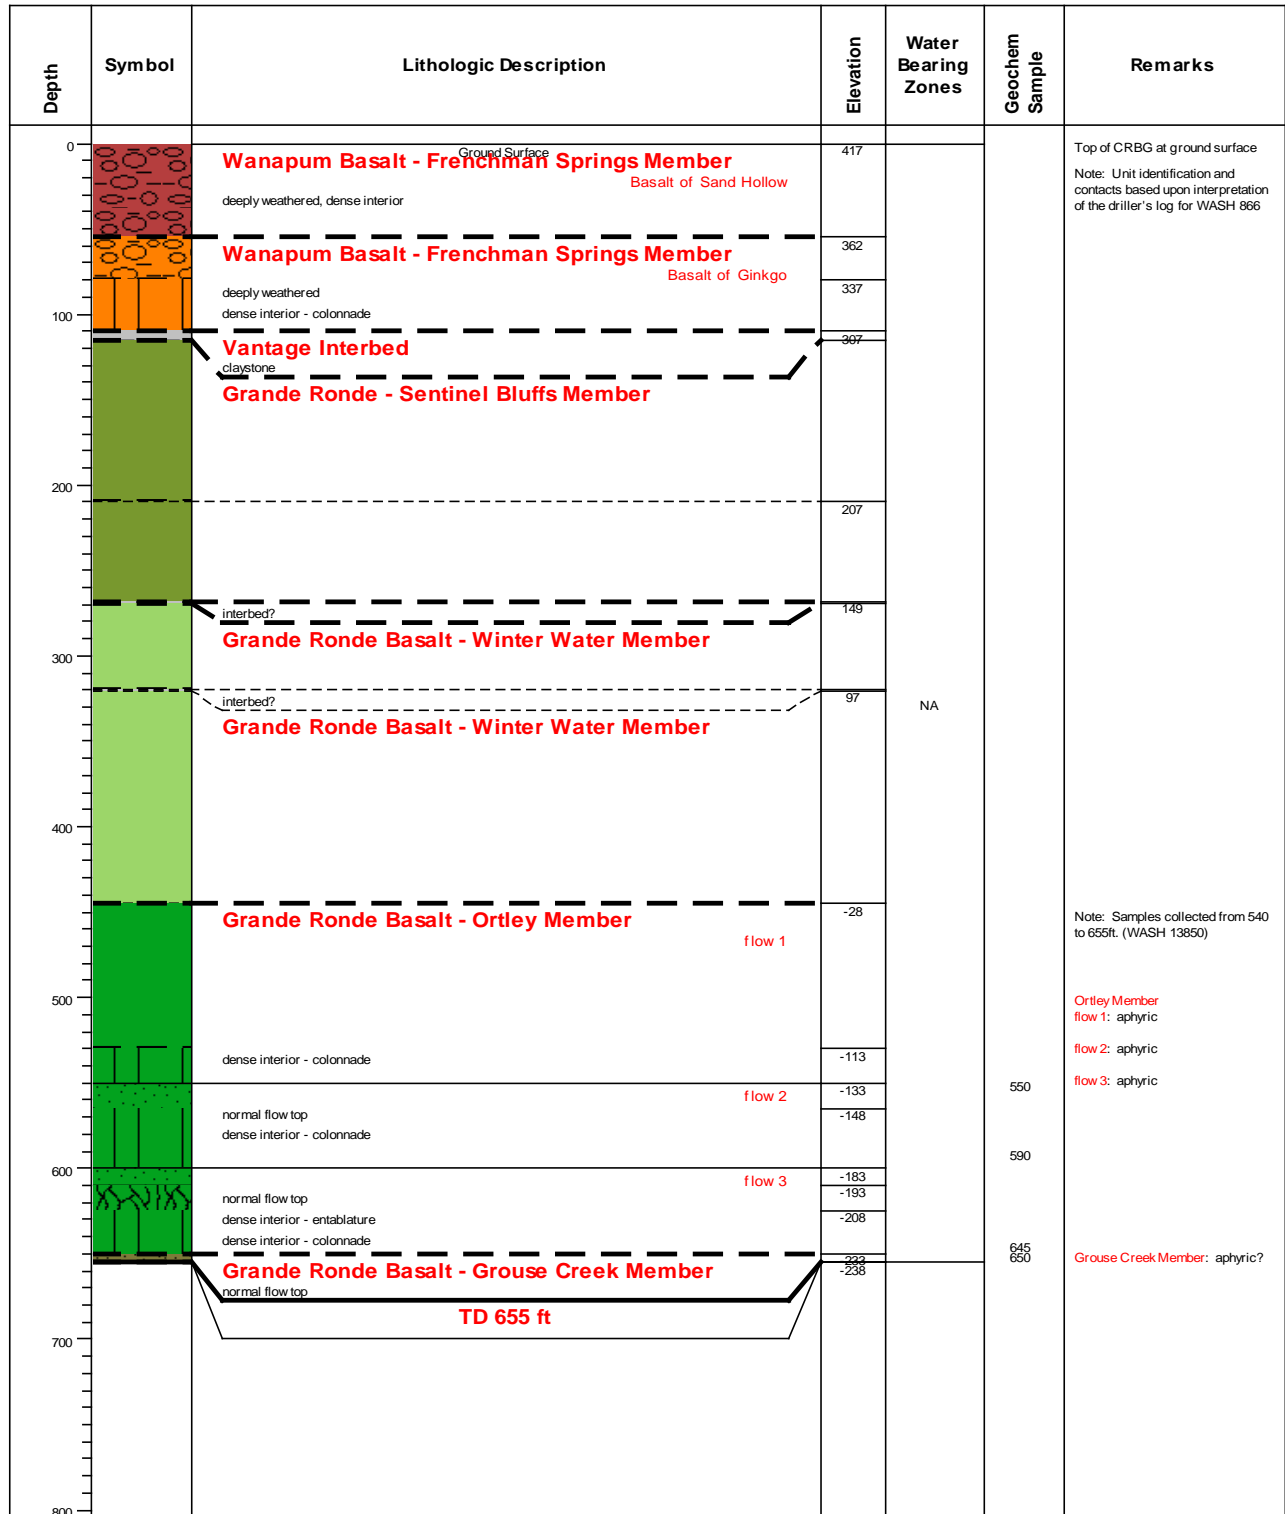 Depth
Symbol
Lithologic Description
Elevation
Water
Bearing
Zones
Geochem
Sample
Remarks
0
Ground Surface
417
Top of CRBG at ground surface
Wanapum Basalt - Frenchman Springs Member
Basalt of Sand Hollow
Note: Unit identification and
contacts based upon interpretation
of the driller's log for WASH 866
deeply weathered, dense interior
Wanapum Basalt - Frenchman Springs Member
362
Basalt of Ginkgo
deeply weathered
337
100
dense interior - colonnade
307
Vantage Interbed
claystone
Grande Ronde - Sentinel Bluffs Member
200
207
interbed?
149
Grande Ronde Basalt - Winter Water Member
300
interbed?
97
NA
Grande Ronde Basalt - Winter Water Member
400
Grande Ronde Basalt - Ortley Member
-28
flow 1
Note: Samples collected from 540
to 655ft. (WASH 13850)
500
Ortley Member
flow 1: aphyric
flow 2: aphyric
flow 3: aphyric
dense interior - colonnade
-113
flow 2
-133
550
normal flow top
-148
dense interior - colonnade
590
600
flow 3
-183
normal flow top
-193
dense interior - entablature
-208
dense interior - colonnade
645
650
-233
-238
Grouse Creek Member: aphyric?
Grande Ronde Basalt - Grouse Creek Member
normal flow top
TD 655 ft
700
800